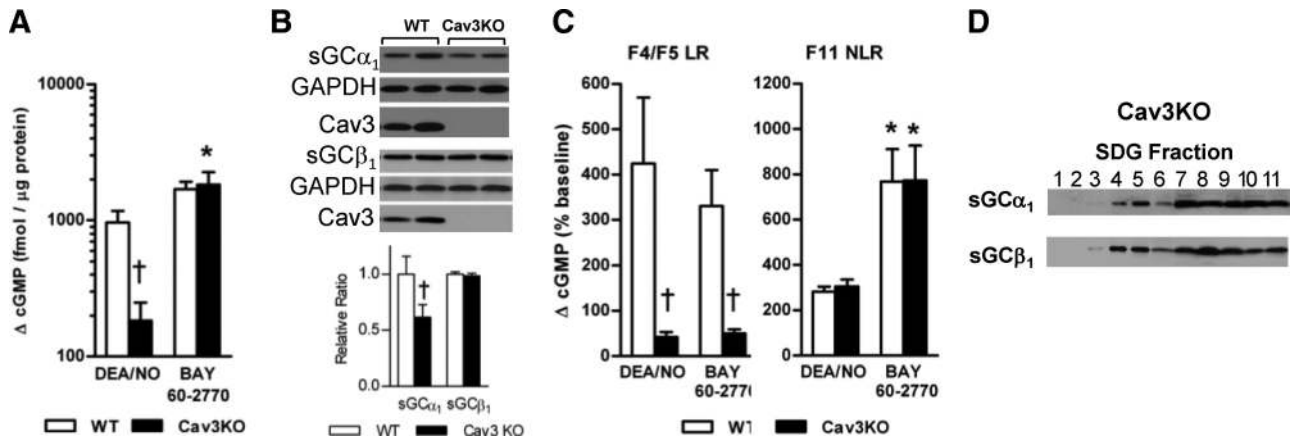 A
Δ cGMP (fmol / µg protein)
10000
1000
100
†
*
DEA/NO
BAY
60-2770
WT
Cav3KO
B
WT
Cav3KO
sGCα1
GAPDH
Cav3
sGCβ1
GAPDH
Cav3
Relative Ratio
1.0
0.5
0.0
†
sGCα1
sGCβ1
WT
Cav3 KO
C
F4/F5 LR
Δ cGMP (% baseline)
600
500
400
300
200
100
0
†
†
DEA/NO
BAY
60-2770
F11 NLR
1200
1000
800
600
400
200
0
*
*
DEA/NO
BAY
60-2770
WT
Cav3KO
D
Cav3KO
SDG Fraction
1 2 3 4 5 6 7 8 9 10 11
sGCα1
sGCβ1